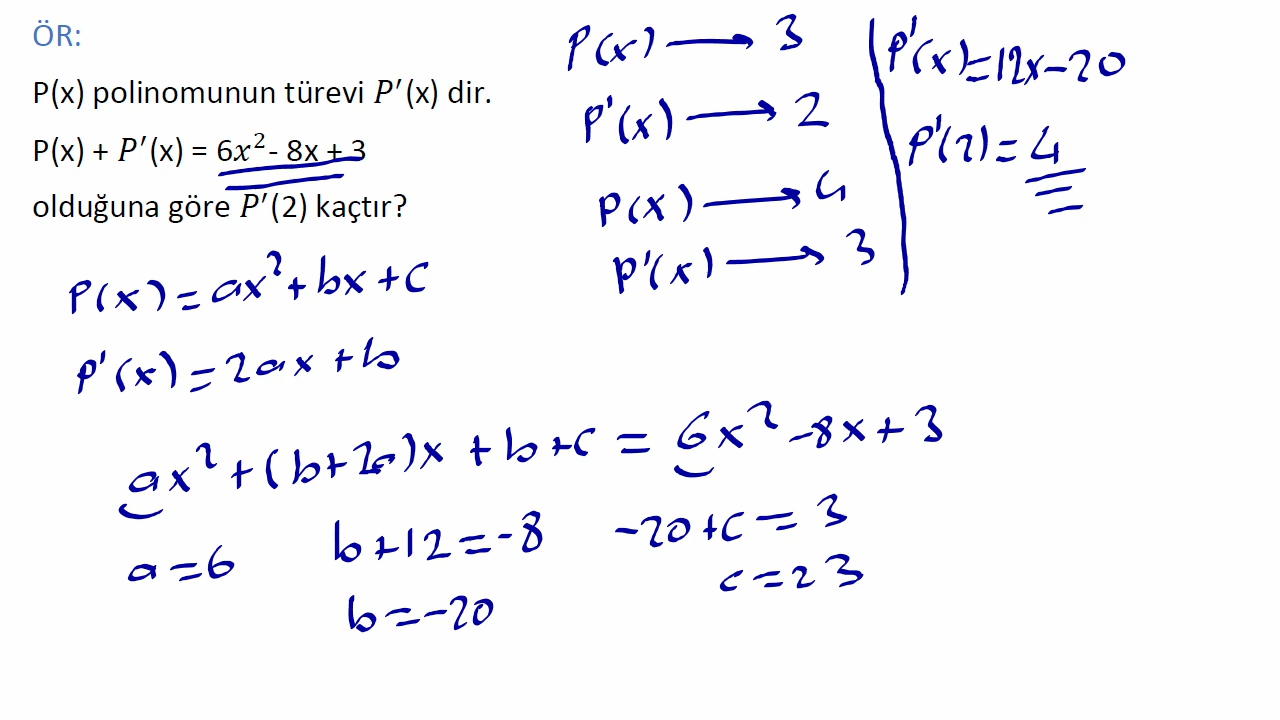 ÖR:
P(x) polinomunun türevi P′(x) dir.
P(x) + P′(x) = 6x² - 8x + 3
olduğuna göre P′(2) kaçtır?
P(x) = ax² + bx + c
P'(x) = 2ax + b
P(x) → 3
P'(x) → 2
P(x) → 4
P'(x) → 3
P'(x) = 12x - 20
P'(2) = 4
ax² + (b + 2a)x + b + c = 6x² - 8x + 3
a = 6
b + 12 = -8
b = -20
-20 + c = 3
c = 23